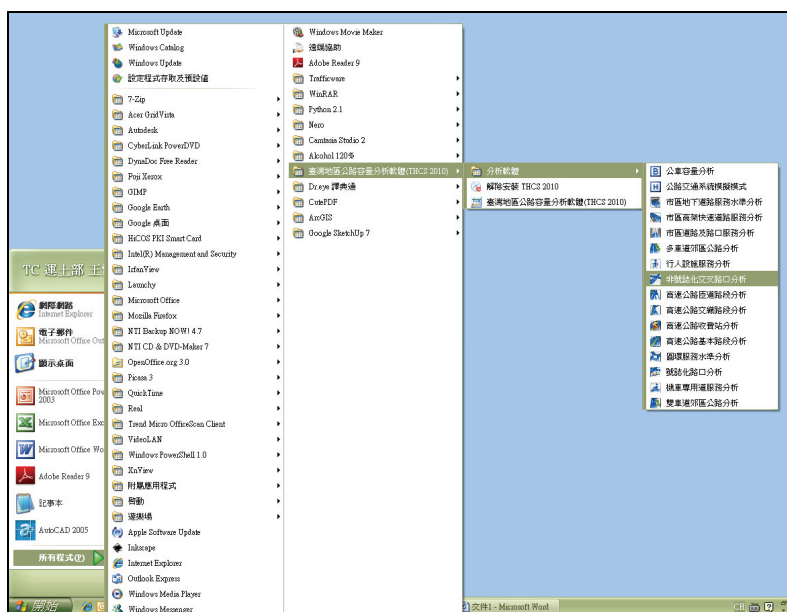 Microsoft Update
Windows Catalog
Windows Update
設定程式存取及預設值
7-Zip
Acer GridVista
Autodesk
CyberLink PowerDVD
DynaDoc Free Reader
Fuji Xerox
GIMP
Google Earth
Google 桌面
HiCOS PKI Smart Card
Intel(R) Management and Security
IrfanView
Launchy
Microsoft Office
Mozilla Firefox
NTI Backup NOW! 4.7
NTI CD & DVD-Maker 7
OpenOffice.org 3.0
Picasa 3
QuickTime
Real
Trend Micro OfficeScan Client
VideoLAN
Windows PowerShell 1.0
XnView
附屬應用程式
啟動
遊樂場
Apple Software Update
Inkscape
Internet Explorer
Outlook Express
Windows Media Player
Windows Messenger
Windows Movie Maker
遠端協助
Adobe Reader 9
Trafficware
WinRAR
Python 2.1
Nero
Camtasia Studio 2
Alcohol 120%
臺灣地區公路容量分析軟體(THCS 2010)
Dr.eye 譯典通
CutePDF
ArcGIS
Google SketchUp 7
分析軟體
解除安裝 THCS 2010
臺灣地區公路容量分析軟體(THCS 2010)
公車容量分析
公路交通系統模擬模式
市區地下道路服務水準分析
市區高架快速道路服務分析
市區道路及路口服務分析
多車道郊區公路分析
行人設施服務分析
非號誌化交叉路口分析
高速公路匝道路段分析
高速公路交織路段分析
高速公路收費站分析
高速公路基本路段分析
圓環服務水準分析
號誌化路口分析
機車專用道服務分析
雙車道郊區公路分析
TC 運土部 王
網際網路
Internet Explorer
電子郵件
Microsoft Office Out
顯示桌面
Microsoft Office Pow
2003
Microsoft Office Exc
Microsoft Office Wo
Adobe Reader 9
記事本
AutoCAD 2005
所有程式(P)
開始
文件1 - Microsoft Word
CH